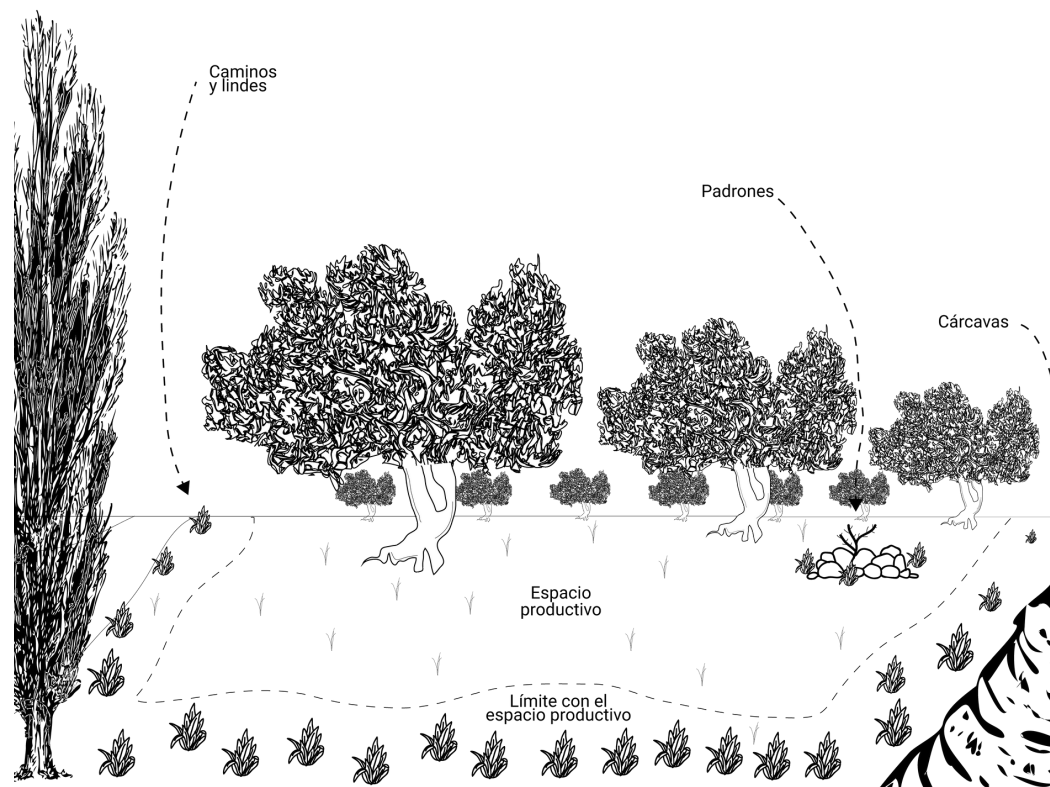 Caminos
y lindes
Padrones
Cárcavas
Espacio
productivo
Límite con el
espacio productivo